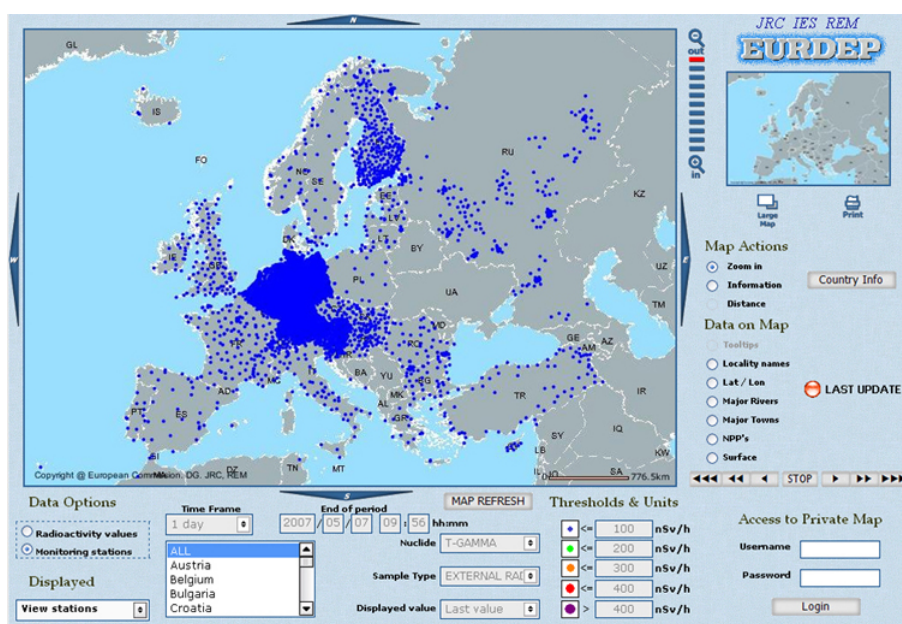 JRC IES REM
EURDEP
N
W
E
S
out
in
GL
IS
FO
NO
SE
RU
KZ
EE
LV
LT
DK
IE
GB
BY
PL
UA
UZ
TM
FR
MD
RO
GE
AZ
AM
BA
YU
BG
MC
IT
AD
MK
AL
PT
ES
GR
TR
IR
SY
IQ
LB
KW
GI
MA
DZ
TN
MT
IL
SA
Copyright @ European Commission. DG. JRC, REM
776.5km
Large
Map
Print
Map Actions
Zoom in
Information
Distance
Country Info
Data on Map
Tooltips
Locality names
Lat / Lon
Major Rivers
Major Towns
NPP's
Surface
LAST UPDATE
STOP
Data Options
Radioactivity values
Monitoring stations
Displayed
View stations
Time Frame
1 day
ALL
Austria
Belgium
Bulgaria
Croatia
End of period
2007 / 05 / 07 09 : 56 hh:mm
MAP REFRESH
Nuclide T-GAMMA
Sample Type EXTERNAL RAD
Displayed value Last value
Thresholds & Units
<= 100 nSv/h
<= 200 nSv/h
<= 300 nSv/h
<= 400 nSv/h
> 400 nSv/h
Access to Private Map
Username
Password
Login